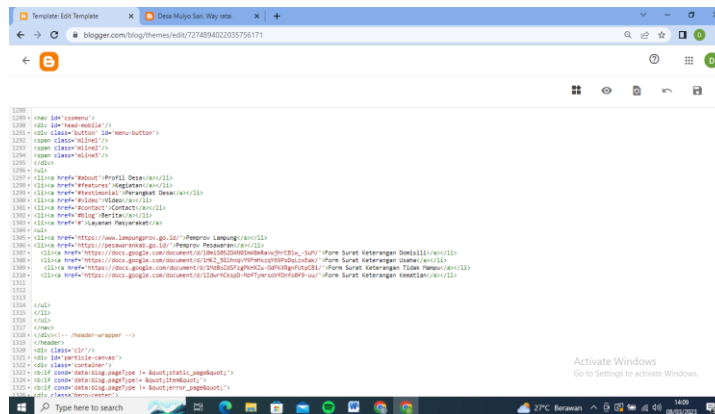 Template: Edit Template
Desa Mulyo Sari, Way ratai
blogger.com/blog/themes/edit/7274894022035756171
1288
1289 <nav id='cssmenu'>
1290 <div id='head-mobile'/>
1291 <div class='button' id='menu-button'>
1292 <span class='mline1'/>
1293 <span class='mline2'/>
1294 <span class='mline3'/>
1295 </div>
1296 <ul>
1297 <li><a href='#about'>Profil Desa</a></li>
1298 <li><a href='#features'>Kegiatan</a></li>
1299 <li><a href='#testimonial'>Perangkat Desa</a></li>
1300 <li><a href='#video'>Video</a></li>
1301 <li><a href='#contact'>Contact</a></li>
1302 <li><a href='#blog'>Berita</a></li>
1303 <li><a href='#'>Layanan Masyarakat</a>
1304 <ul>
1305 <li><a href='https://www.lampungprov.go.id/'>Pemprov Lampung</a></li>
1306 <li><a href='https://pesawarankab.go.id/'>Pemprov Pesawaran</a></li>
1307 <li><a href='https://docs.google.com/document/d/'>Form Surat Keterangan Domisili</a></li>
1308 <li><a href='https://docs.google.com/document/d/'>Form Surat Keterangan Usaha</a></li>
1309 <li><a href='https://docs.google.com/document/d/'>Form Surat Keterangan Tidak Mampu</a></li>
1310 <li><a href='https://docs.google.com/document/d/'>Form Surat Keterangan Kematian</a></li>
1311
1312
1313
1314 </ul>
1315 </li>
1316 </ul>
1317 </nav>
1318 </div><!-- /header-wrapper -->
1319 </header>
1320 <div class='clr'/>
1321 <div id='particle-canvas'>
1322 <div class='container'>
1323 <b:if cond='data:blog.pageType != &quot;static_page&quot;'>
1324 <b:if cond='data:blog.pageType != &quot;item&quot;'>
1325 <b:if cond='data:blog.pageType != &quot;error_page&quot;'>
1326 <div class='hero-center'>
Activate Windows
Go to Settings to activate Windows.
Type here to search
27°C Berawan
14:09
08/03/2023